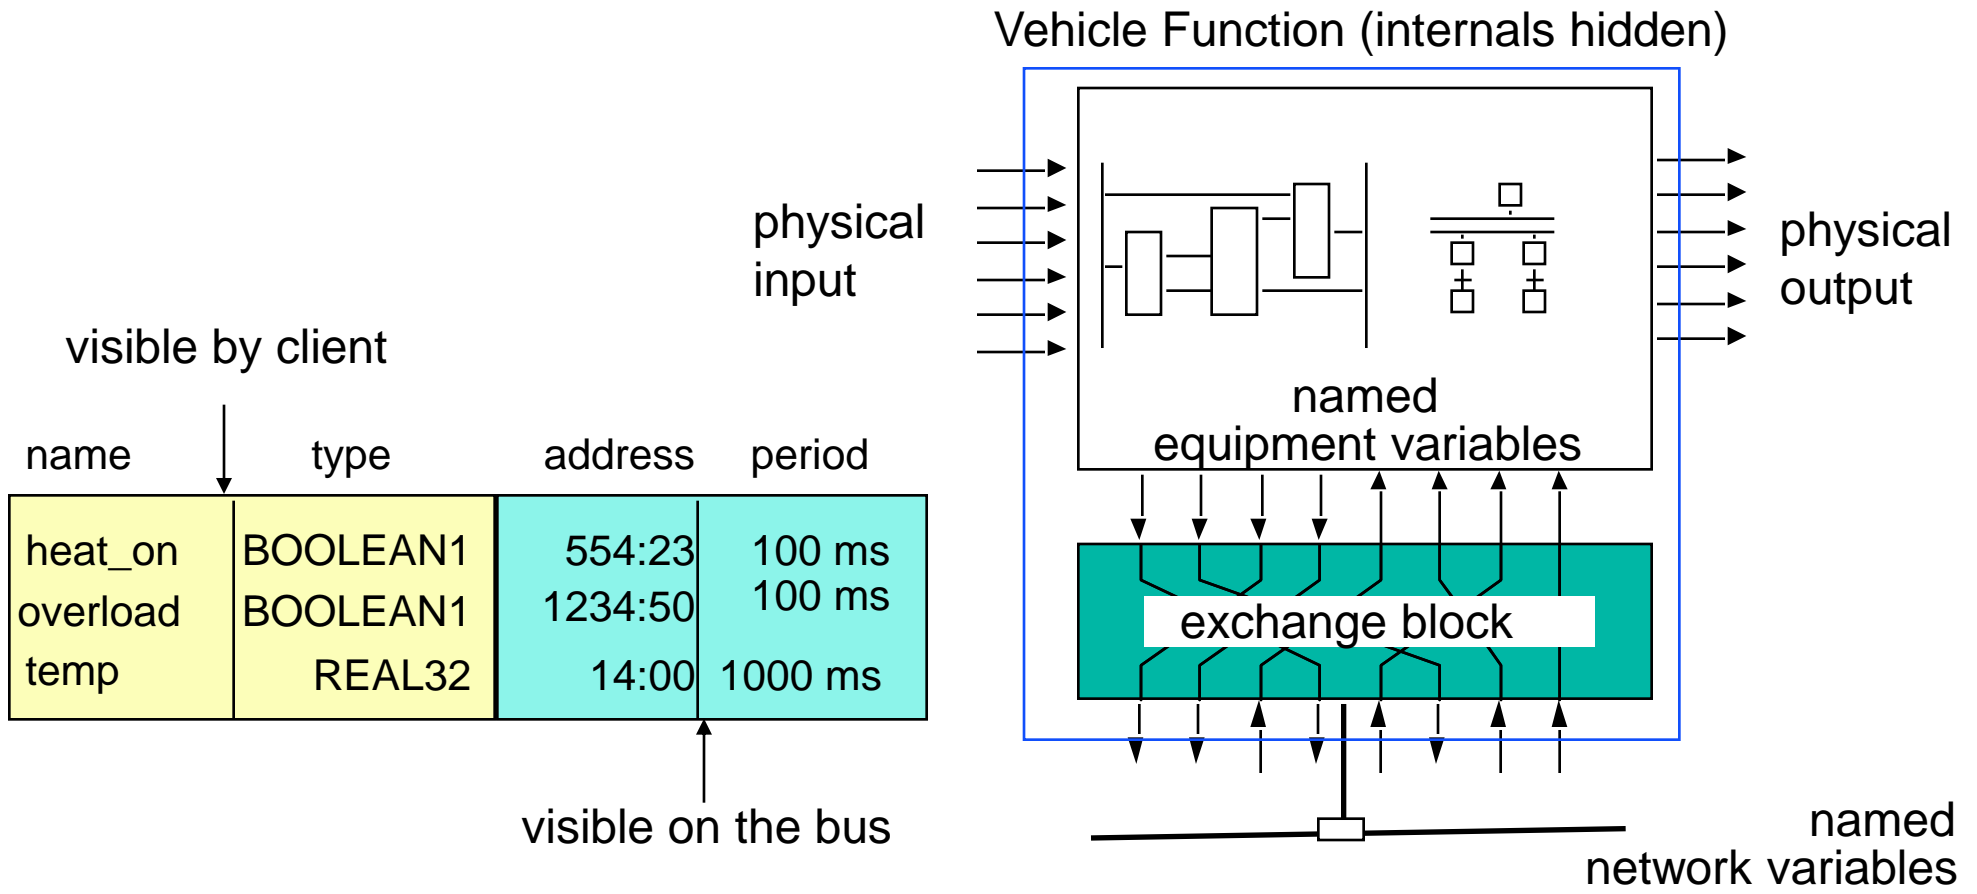 Vehicle Function (internals hidden)
physical
input
physical
output
visible by client
named
equipment variables
name type address period
heat_on BOOLEAN1 554:23 100 ms
overload BOOLEAN1 1234:50 100 ms
temp REAL32 14:00 1000 ms
exchange block
visible on the bus
named
network variables